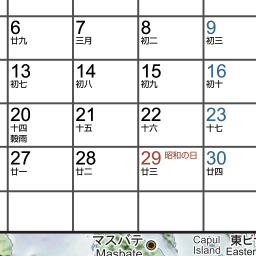 6 7 8 9
廿九 三月 初二 初三
13 14 15 16
初七 初八 初九 初十
20 21 22 23
十四 十五 十六 十七
穀雨
27 28 29 昭和の日 30
廿一 廿二 廿三 廿四
マスバテ
Masbate
Capul
Island
東ビ
Eastern